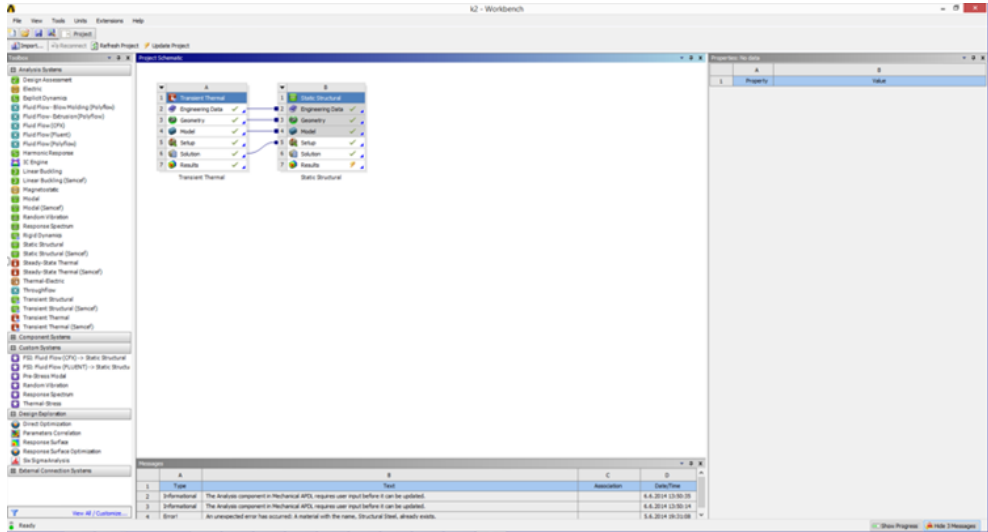 k2 - Workbench
File View Tools Units Extensions Help
Project
Import... Reconnect Refresh Project Update Project
Toolbox
Analysis Systems
Design Assessment
Electric
Explicit Dynamics
Fluid Flow - Blow Molding (Polyflow)
Fluid Flow - Extrusion (Polyflow)
Fluid Flow (CFX)
Fluid Flow (Fluent)
Fluid Flow (Polyflow)
Harmonic Response
IC Engine
Linear Buckling
Linear Buckling (Samcef)
Magnetostatic
Modal
Modal (Samcef)
Random Vibration
Response Spectrum
Rigid Dynamics
Static Structural
Static Structural (Samcef)
Steady-State Thermal
Steady-State Thermal (Samcef)
Thermal-Electric
Throughflow
Transient Structural
Transient Structural (Samcef)
Transient Thermal
Transient Thermal (Samcef)
Component Systems
Custom Systems
FSI: Fluid Flow (CFX) -> Static Structural
FSI: Fluid Flow (FLUENT) -> Static Structu
Pre-Stress Modal
Random Vibration
Response Spectrum
Thermal-Stress
Design Exploration
Direct Optimization
Parameters Correlation
Response Surface
Response Surface Optimization
Six Sigma Analysis
External Connection Systems
View All / Customize...
Project Schematic
A
1 Transient Thermal
2 Engineering Data
3 Geometry
4 Model
5 Setup
6 Solution
7 Results
Transient Thermal
B
1 Static Structural
2 Engineering Data
3 Geometry
4 Model
5 Setup
6 Solution
7 Results
Static Structural
Properties: No data
A B
1 Property Value
Messages
A B C D
1 Type Text Association Date/Time
2 Informational The Analysis component in Mechanical APDL requires user input before it can be updated. 6.6.2014 13:50:35
3 Informational The Analysis component in Mechanical APDL requires user input before it can be updated. 6.6.2014 13:50:14
4 Error! An unexpected error has occurred: A material with the name, Structural Steel, already exists. 5.6.2014 19:31:08
Ready
Show Progress Hide 3 Messages